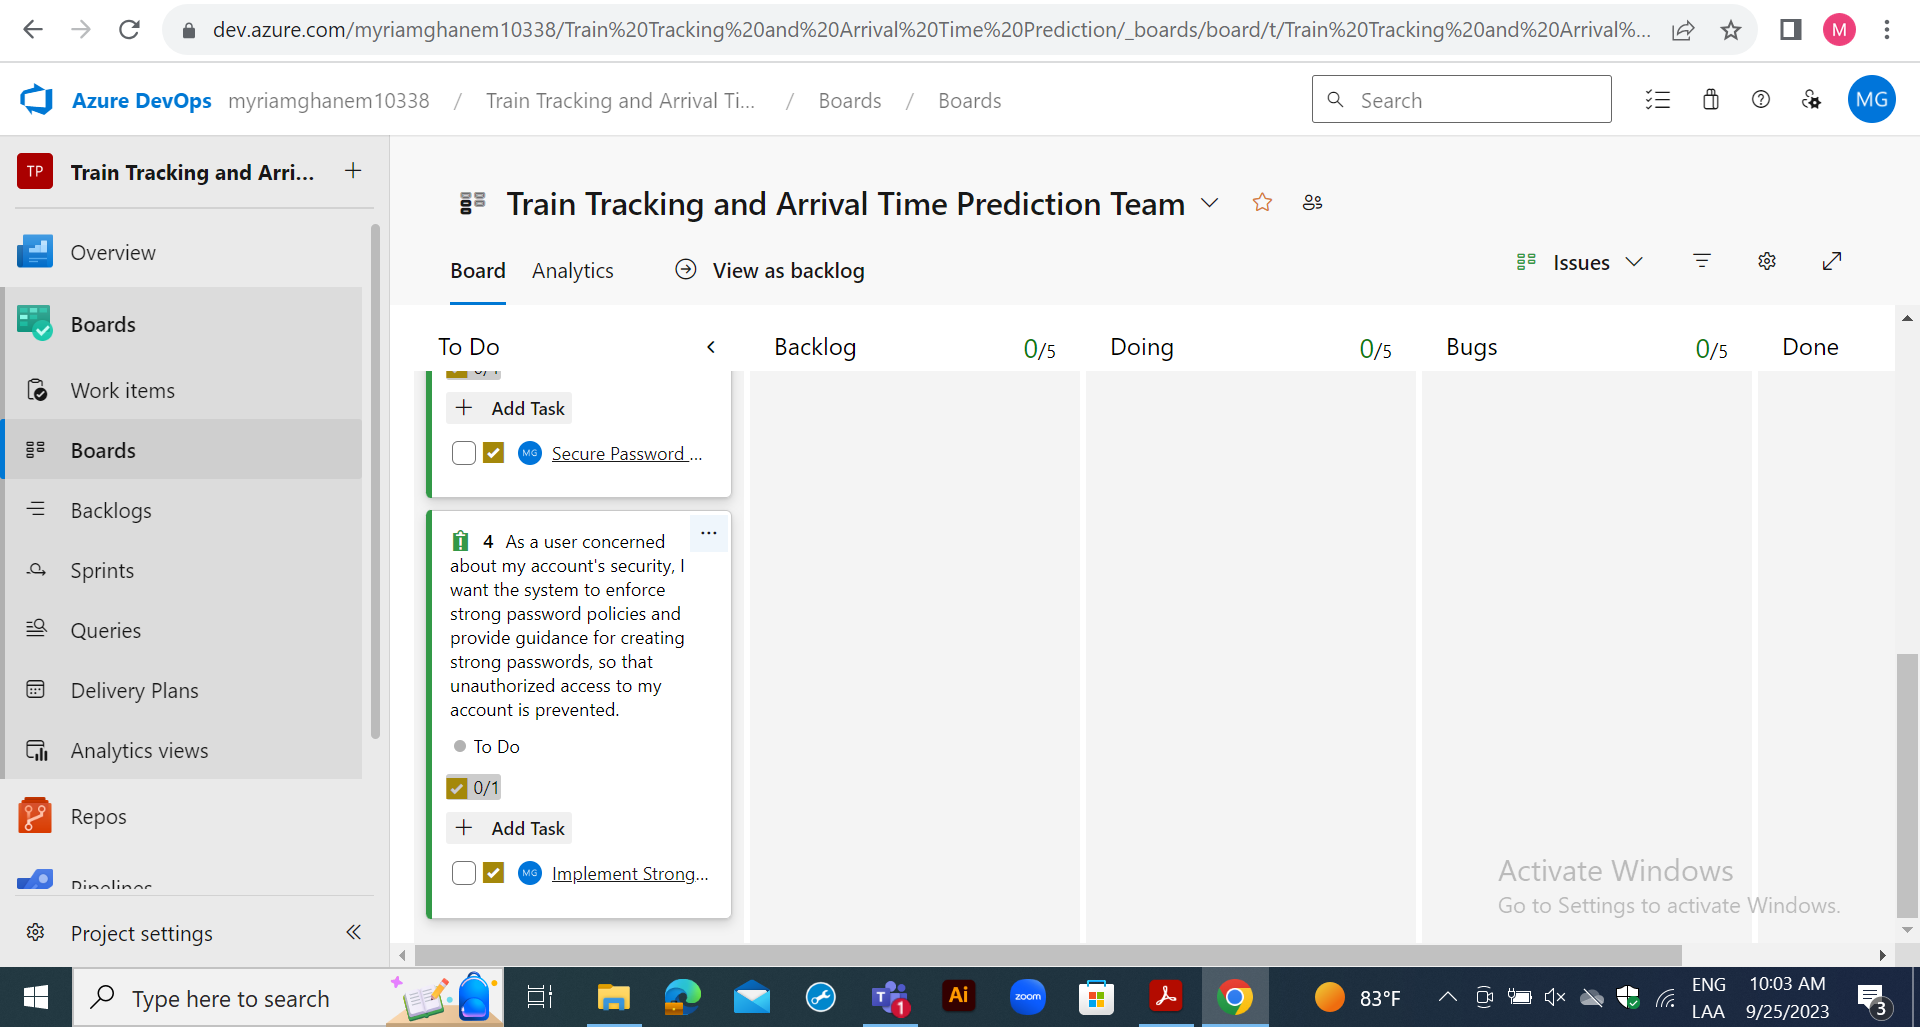 dev.azure.com/myriamghanem10338/Train%20Tracking%20and%20Arrival%20Time%20Prediction/_boards/board/t/Train%20Tracking%20and%20Arrival%...
M
Azure DevOps myriamghanem10338 / Train Tracking and Arrival Ti... / Boards / Boards
Search
MG
TP Train Tracking and Arri...
Overview
Boards
Work items
Boards
Backlogs
Sprints
Queries
Delivery Plans
Analytics views
Repos
Pipelines
Project settings
Train Tracking and Arrival Time Prediction Team
Board Analytics View as backlog
Issues
To Do
Backlog 0/5
Doing 0/5
Bugs 0/5
Done
0/1
Add Task
MG Secure Password ...
4 As a user concerned
about my account's security, I
want the system to enforce
strong password policies and
provide guidance for creating
strong passwords, so that
unauthorized access to my
account is prevented.
To Do
0/1
Add Task
MG Implement Strong...
Activate Windows
Go to Settings to activate Windows.
Type here to search
T 1
Ai
zoom
83°F
ENG
LAA
10:03 AM
9/25/2023
3